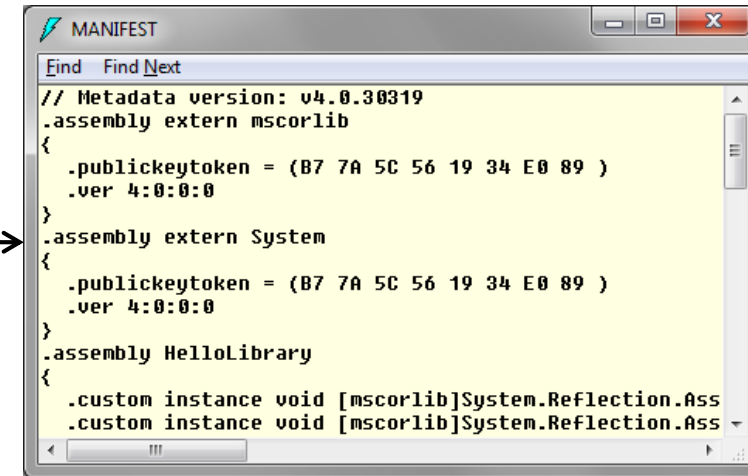 MANIFEST
Find Find Next
// Metadata version: v4.0.30319
.assembly extern mscorlib
{
  .publickeytoken = (B7 7A 5C 56 19 34 E0 89 )
  .ver 4:0:0:0
}
.assembly extern System
{
  .publickeytoken = (B7 7A 5C 56 19 34 E0 89 )
  .ver 4:0:0:0
}
.assembly HelloLibrary
{
  .custom instance void [mscorlib]System.Reflection.Ass
  .custom instance void [mscorlib]System.Reflection.Ass